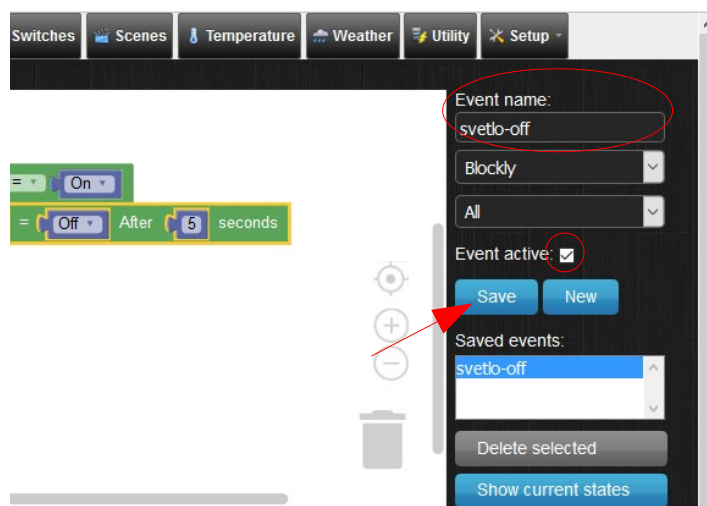 Switches Scenes Temperature Weather Utility Setup
Event name:
svetlo-off
Blockly
= On
All
= Off After 5 seconds
Event active:
Save New
Saved events:
svetlo-off
Delete selected
Show current states